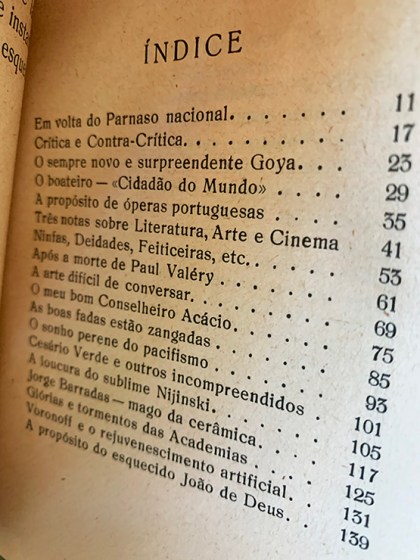 e insta
esque
ÍNDICE
Em volta do Parnaso nacional. . . . . . . 11
Crítica e Contra-Crítica. . . . . . . . . 17
O sempre novo e surpreendente Goya. . . . 23
O boateiro — «Cidadão do Mundo» . . . . 29
A propósito de óperas portuguesas . . . . 35
Três notas sobre Literatura, Arte e Cinema 41
Ninfas, Deidades, Feiticeiras, etc. . . . . . 53
Após a morte de Paul Valéry . . . . . . 61
A arte difícil de conversar. . . . . . . . 69
O meu bom Conselheiro Acácio. . . . . . 75
As boas fadas estão zangadas . . . . . . 85
O sonho perene do pacifismo . . . . . . 93
Cesário Verde e outros incompreendidos . 101
A loucura do sublime Nijinski. . . . . . 105
Jorge Barradas — mago da cerâmica. . . . 117
Glórias e tormentos das Academias . . . . 125
Voronoff e o rejuvenescimento artificial. . . 131
A propósito do esquecido João de Deus. . . 139